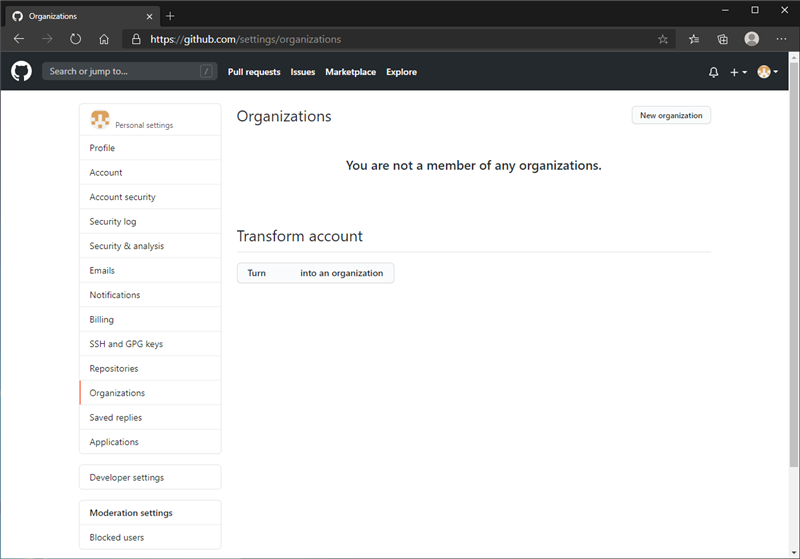 Organizations
https://github.com/settings/organizations
Search or jump to... /
Pull requests Issues Marketplace Explore
Personal settings
Profile
Account
Account security
Security log
Security & analysis
Emails
Notifications
Billing
SSH and GPG keys
Repositories
Organizations
Saved replies
Applications
Developer settings
Moderation settings
Blocked users
Organizations
New organization
You are not a member of any organizations.
Transform account
Turn into an organization